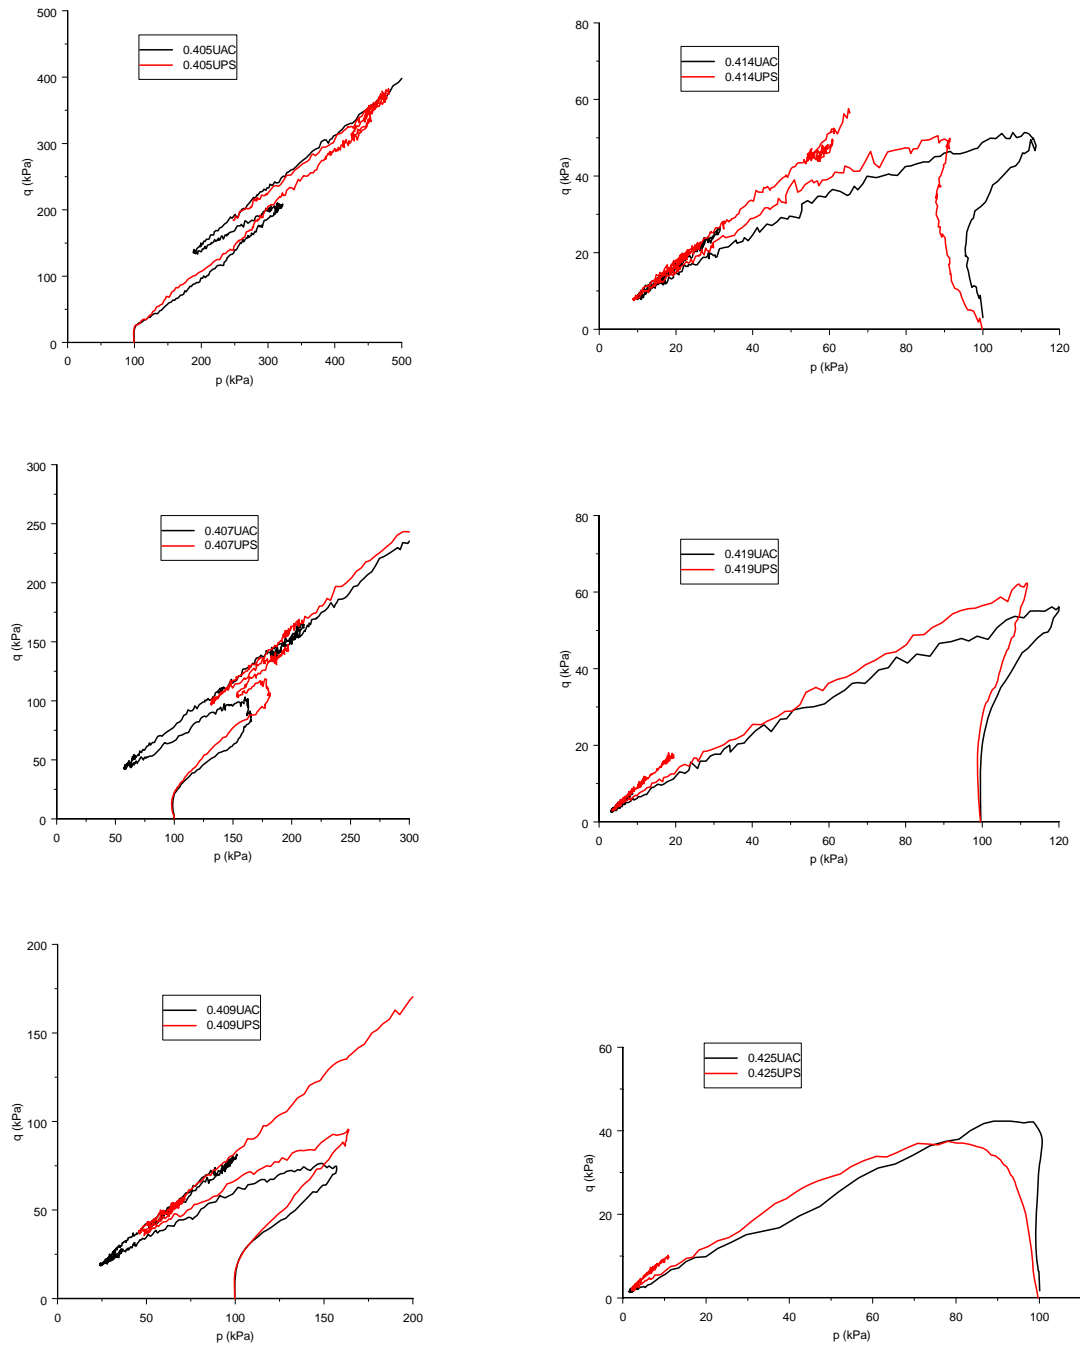 500
400
300
200
100
0
q (kPa)
0.405UAC
0.405UPS
0 100 200 300 400 500
p (kPa)
80
60
40
20
0
q (kPa)
0.414UAC
0.414UPS
0 20 40 60 80 100 120
p (kPa)
300
250
200
150
100
50
0
q (kPa)
0.407UAC
0.407UPS
0 50 100 150 200 250 300
p (kPa)
80
60
40
20
0
q (kPa)
0.419UAC
0.419UPS
0 20 40 60 80 100 120
p (kPa)
200
150
100
50
0
q (kPa)
0.409UAC
0.409UPS
0 50 100 150 200
p (kPa)
60
40
20
0
q (kPa)
0.425UAC
0.425UPS
0 20 40 60 80 100
p (kPa)